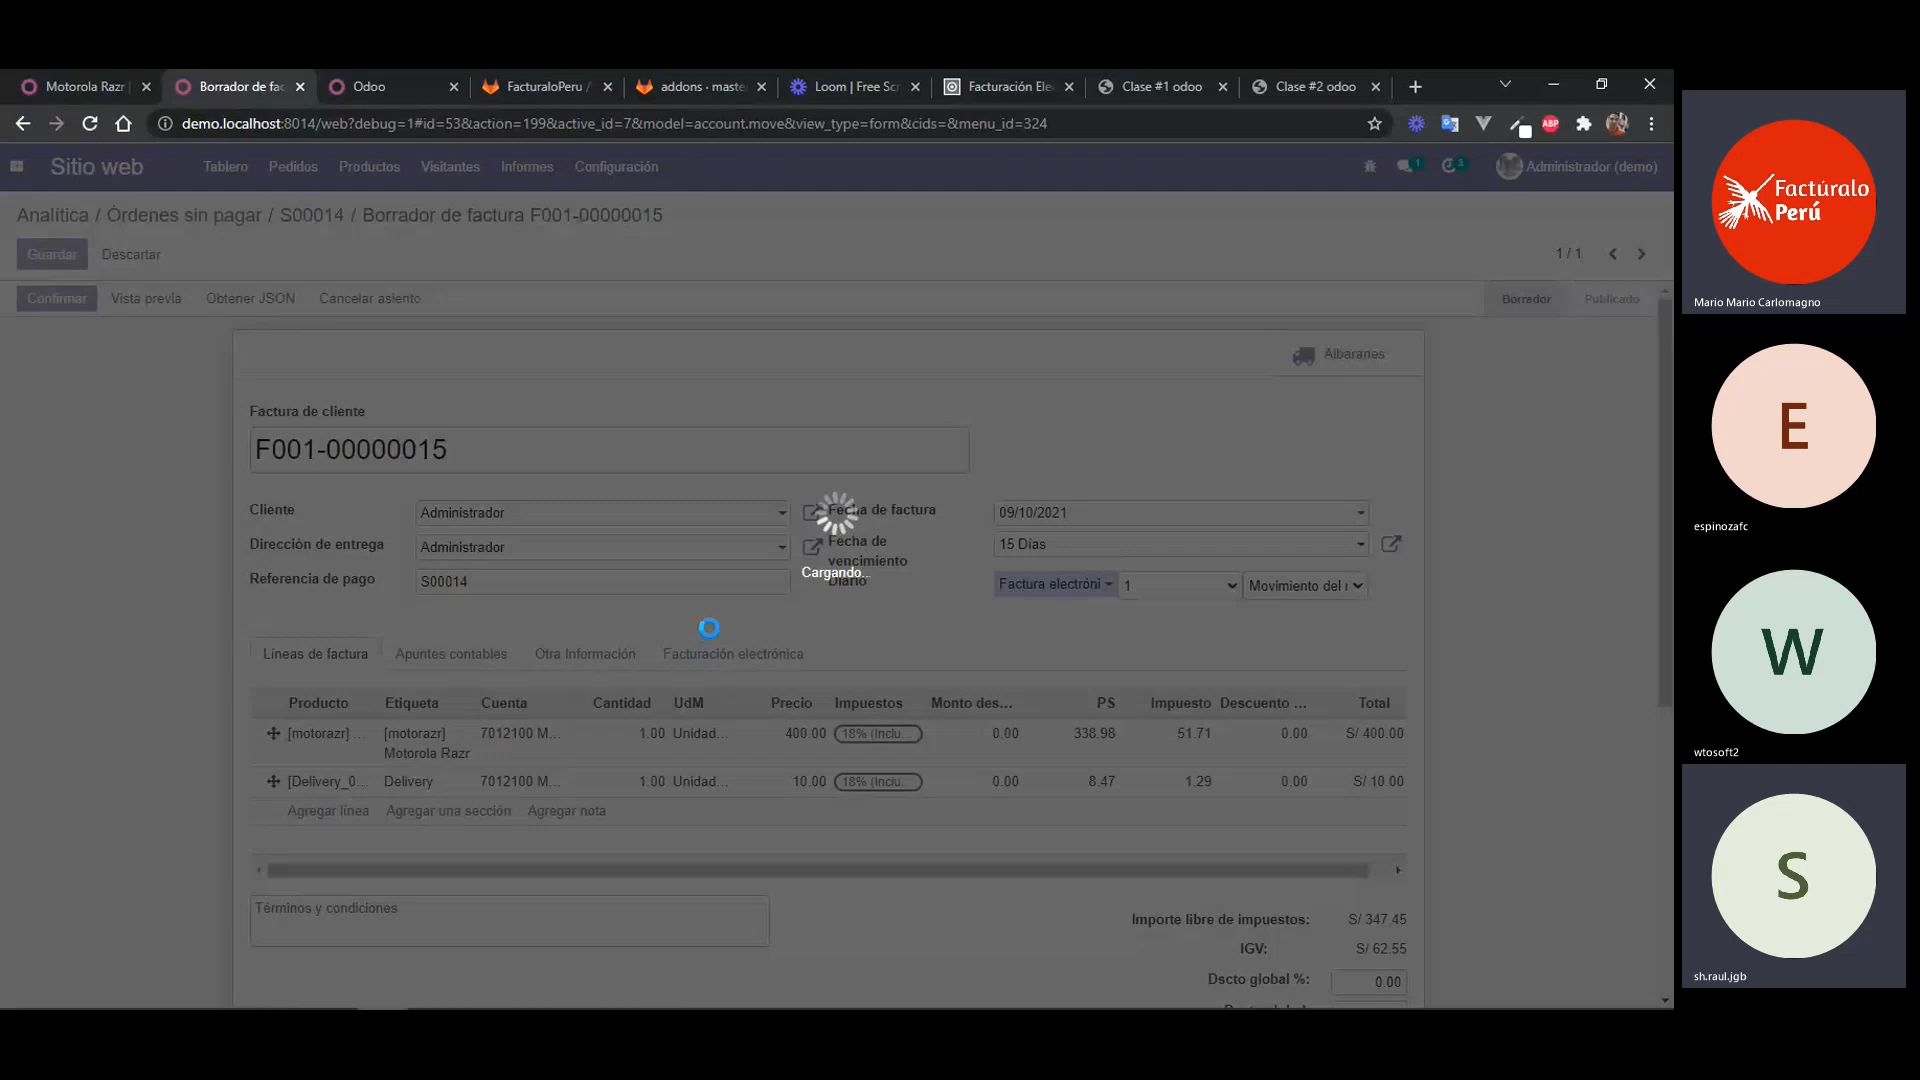 Motorola Razr
Borrador de fac
Odoo
FacturaloPeru /
addons · maste
Loom | Free Scr
Facturación Ele
Clase #1 odoo
Clase #2 odoo
demo.localhost:8014/web?debug=1#id=53&action=199&active_id=7&model=account.move&view_type=form&cids=&menu_id=324
ABP
Sitio web
Tablero
Pedidos
Productos
Visitantes
Informes
Configuración
1
3
Administrador (demo)
Analítica / Órdenes sin pagar / S00014 / Borrador de factura F001-00000015
Guardar
Descartar
1 / 1
Confirmar
Vista previa
Obtener JSON
Cancelar asiento
Borrador
Publicado
Albaranes
Factura de cliente
F001-00000015
Cliente
Administrador
Fecha de factura
09/10/2021
Dirección de entrega
Administrador
Fecha de vencimiento
15 Días
Referencia de pago
S00014
Cargando...
Diario
Factura electróni
1
Movimiento del
Líneas de factura
Apuntes contables
Otra Información
Facturación electrónica
Producto Etiqueta Cuenta Cantidad UdM Precio Impuestos Monto des... PS Impuesto Descuento ... Total
[motorazr] ... [motorazr] Motorola Razr 7012100 M... 1.00 Unidad... 400.00 18% (Inclu... 0.00 338.98 51.71 0.00 S/ 400.00
[Delivery_0... Delivery 7012100 M... 1.00 Unidad... 10.00 18% (Inclu... 0.00 8.47 1.29 0.00 S/ 10.00
Agregar línea
Agregar una sección
Agregar nota
Términos y condiciones
Importe libre de impuestos: S/ 347.45
IGV: S/ 62.55
Dscto global %: 0.00
Factúralo Perú
Mario Mario Carlomagno
E
espinozafc
W
wtosoft2
S
sh.raul.jgb